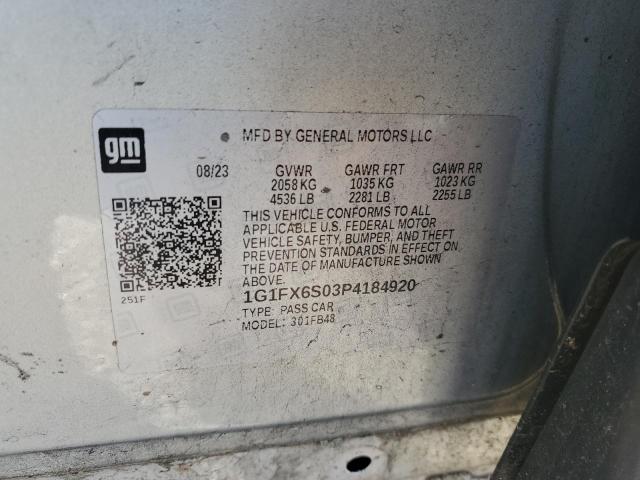 gm
MFD BY GENERAL MOTORS LLC
08/23 GVWR GAWR FRT GAWR RR
2058 KG 1035 KG 1023 KG
4536 LB 2281 LB 2255 LB
THIS VEHICLE CONFORMS TO ALL
APPLICABLE U.S. FEDERAL MOTOR
VEHICLE SAFETY, BUMPER, AND THEFT
PREVENTION STANDARDS IN EFFECT ON
THE DATE OF MANUFACTURE SHOWN
ABOVE.
1G1FX6S03P4184920
TYPE: PASS CAR
MODEL: 301FB48
251F